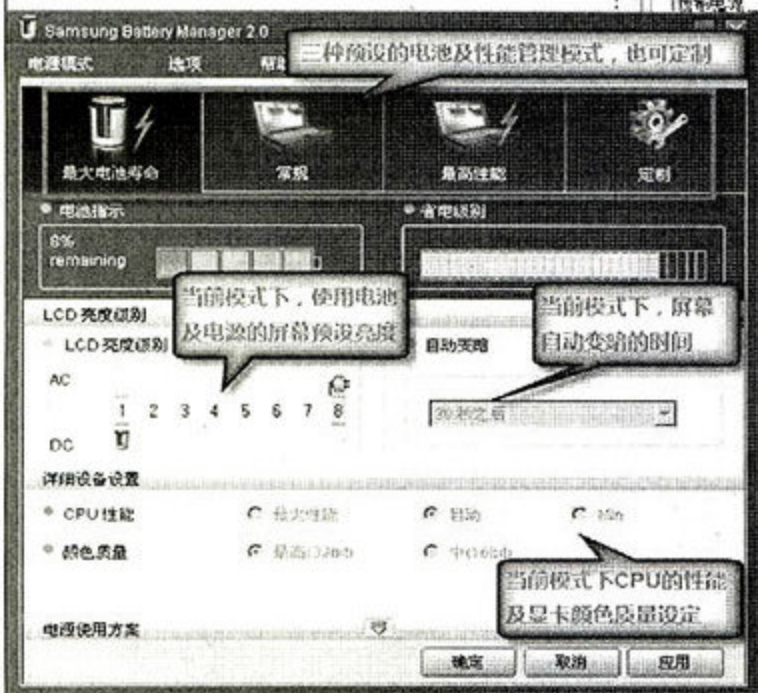 Samsung Battery Manager 2.0
三种预设的电池及性能管理模式，也可定制
电源模式 选项
最大电池寿命 常规 最高性能 定制
电池指示 省电级别
8%
remaining
当前模式下，使用电池
及电源的屏幕预设亮度
当前模式下，屏幕
自动变暗的时间
LCD 亮度级别
LCD 亮度级别 自动变暗
AC
1 2 3 4 5 6 7 8
DC
详细设备设置
CPU 性能 最大性能 自动
颜色质量
当前模式下CPU的性能
及显卡颜色质量设定
电源使用方案
确定 取消 应用